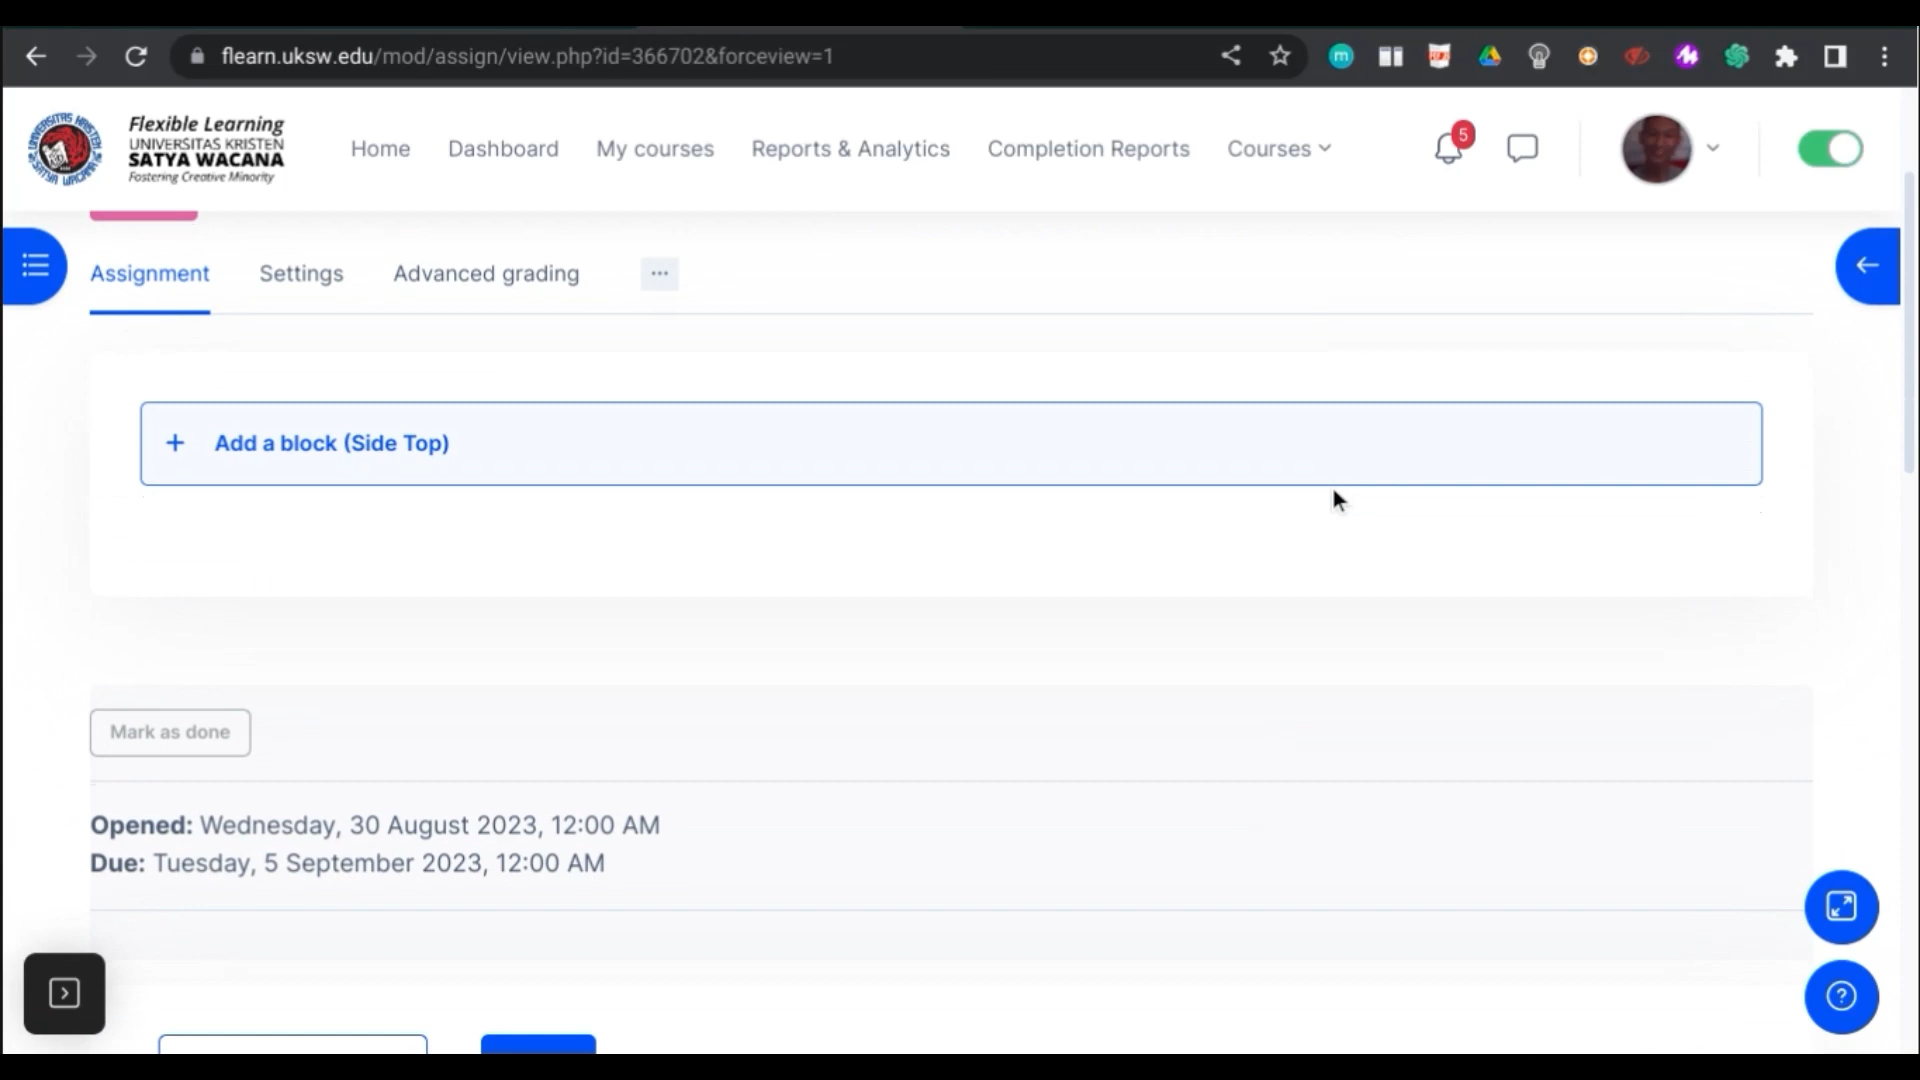 flearn.uksw.edu/mod/assign/view.php?id=366702&forceview=1
Flexible Learning
UNIVERSITAS KRISTEN
SATYA WACANA
Fostering Creative Minority
Home
Dashboard
My courses
Reports & Analytics
Completion Reports
Courses
5
Assignment
Settings
Advanced grading
Add a block (Side Top)
Mark as done
Opened: Wednesday, 30 August 2023, 12:00 AM
Due: Tuesday, 5 September 2023, 12:00 AM